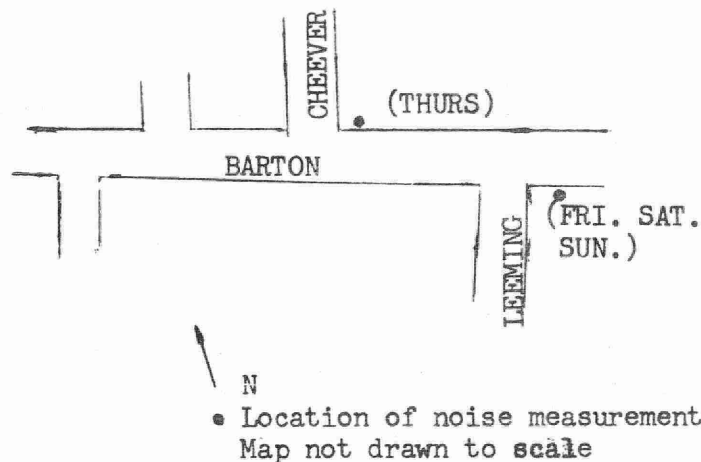 CHEEVER
(THURS)
BARTON
LEEMING
(FRI. SAT.
SUN.)
N
• Location of noise measurement
Map not drawn to scale